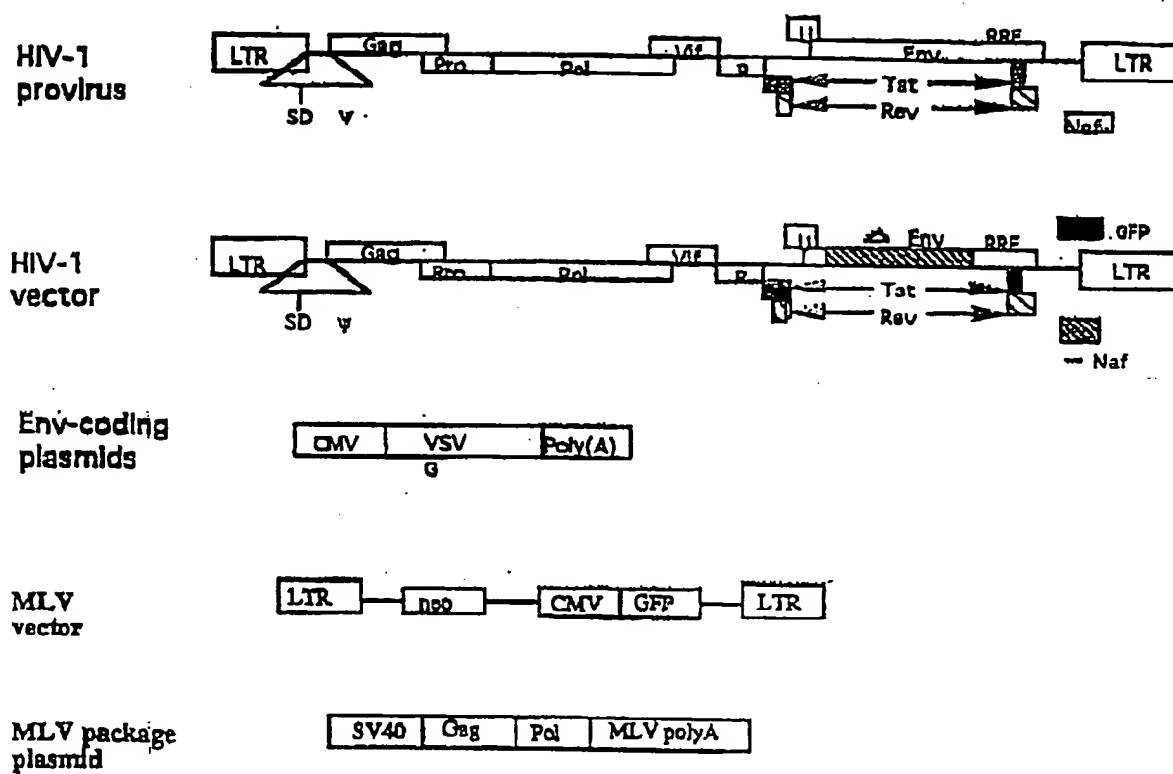 HIV-1
provirus
LTR
Gag
Pro
Pol
Vif
R
U
Env
RRE
LTR
Tat
Rev
SD ψ
Nef
HIV-1
vector
LTR
Gag
Pro
Pol
Vif
R
U
Env
RRE
GFP
LTR
Tat
Rev
SD ψ
Naf
Env-coding
plasmids
CMV VSV Poly(A)
G
MLV
vector
LTR neo CMV GFP LTR
MLV package
plasmid
SV40 Gag Pol MLV polyA